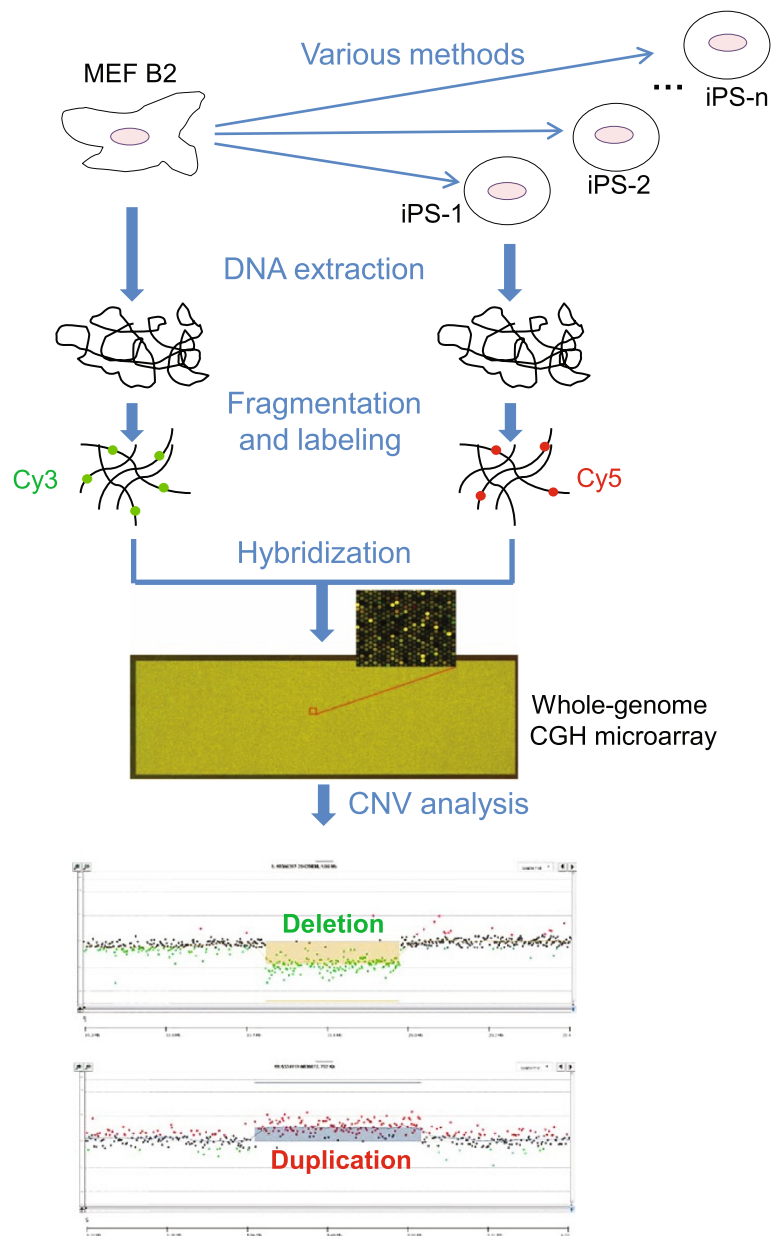 Various methods
MEF B2
...
iPS-n
iPS-2
iPS-1
DNA extraction
Fragmentation
and labeling
Cy3
Cy5
Hybridization
Whole-genome
CGH microarray
CNV analysis
Deletion
Duplication